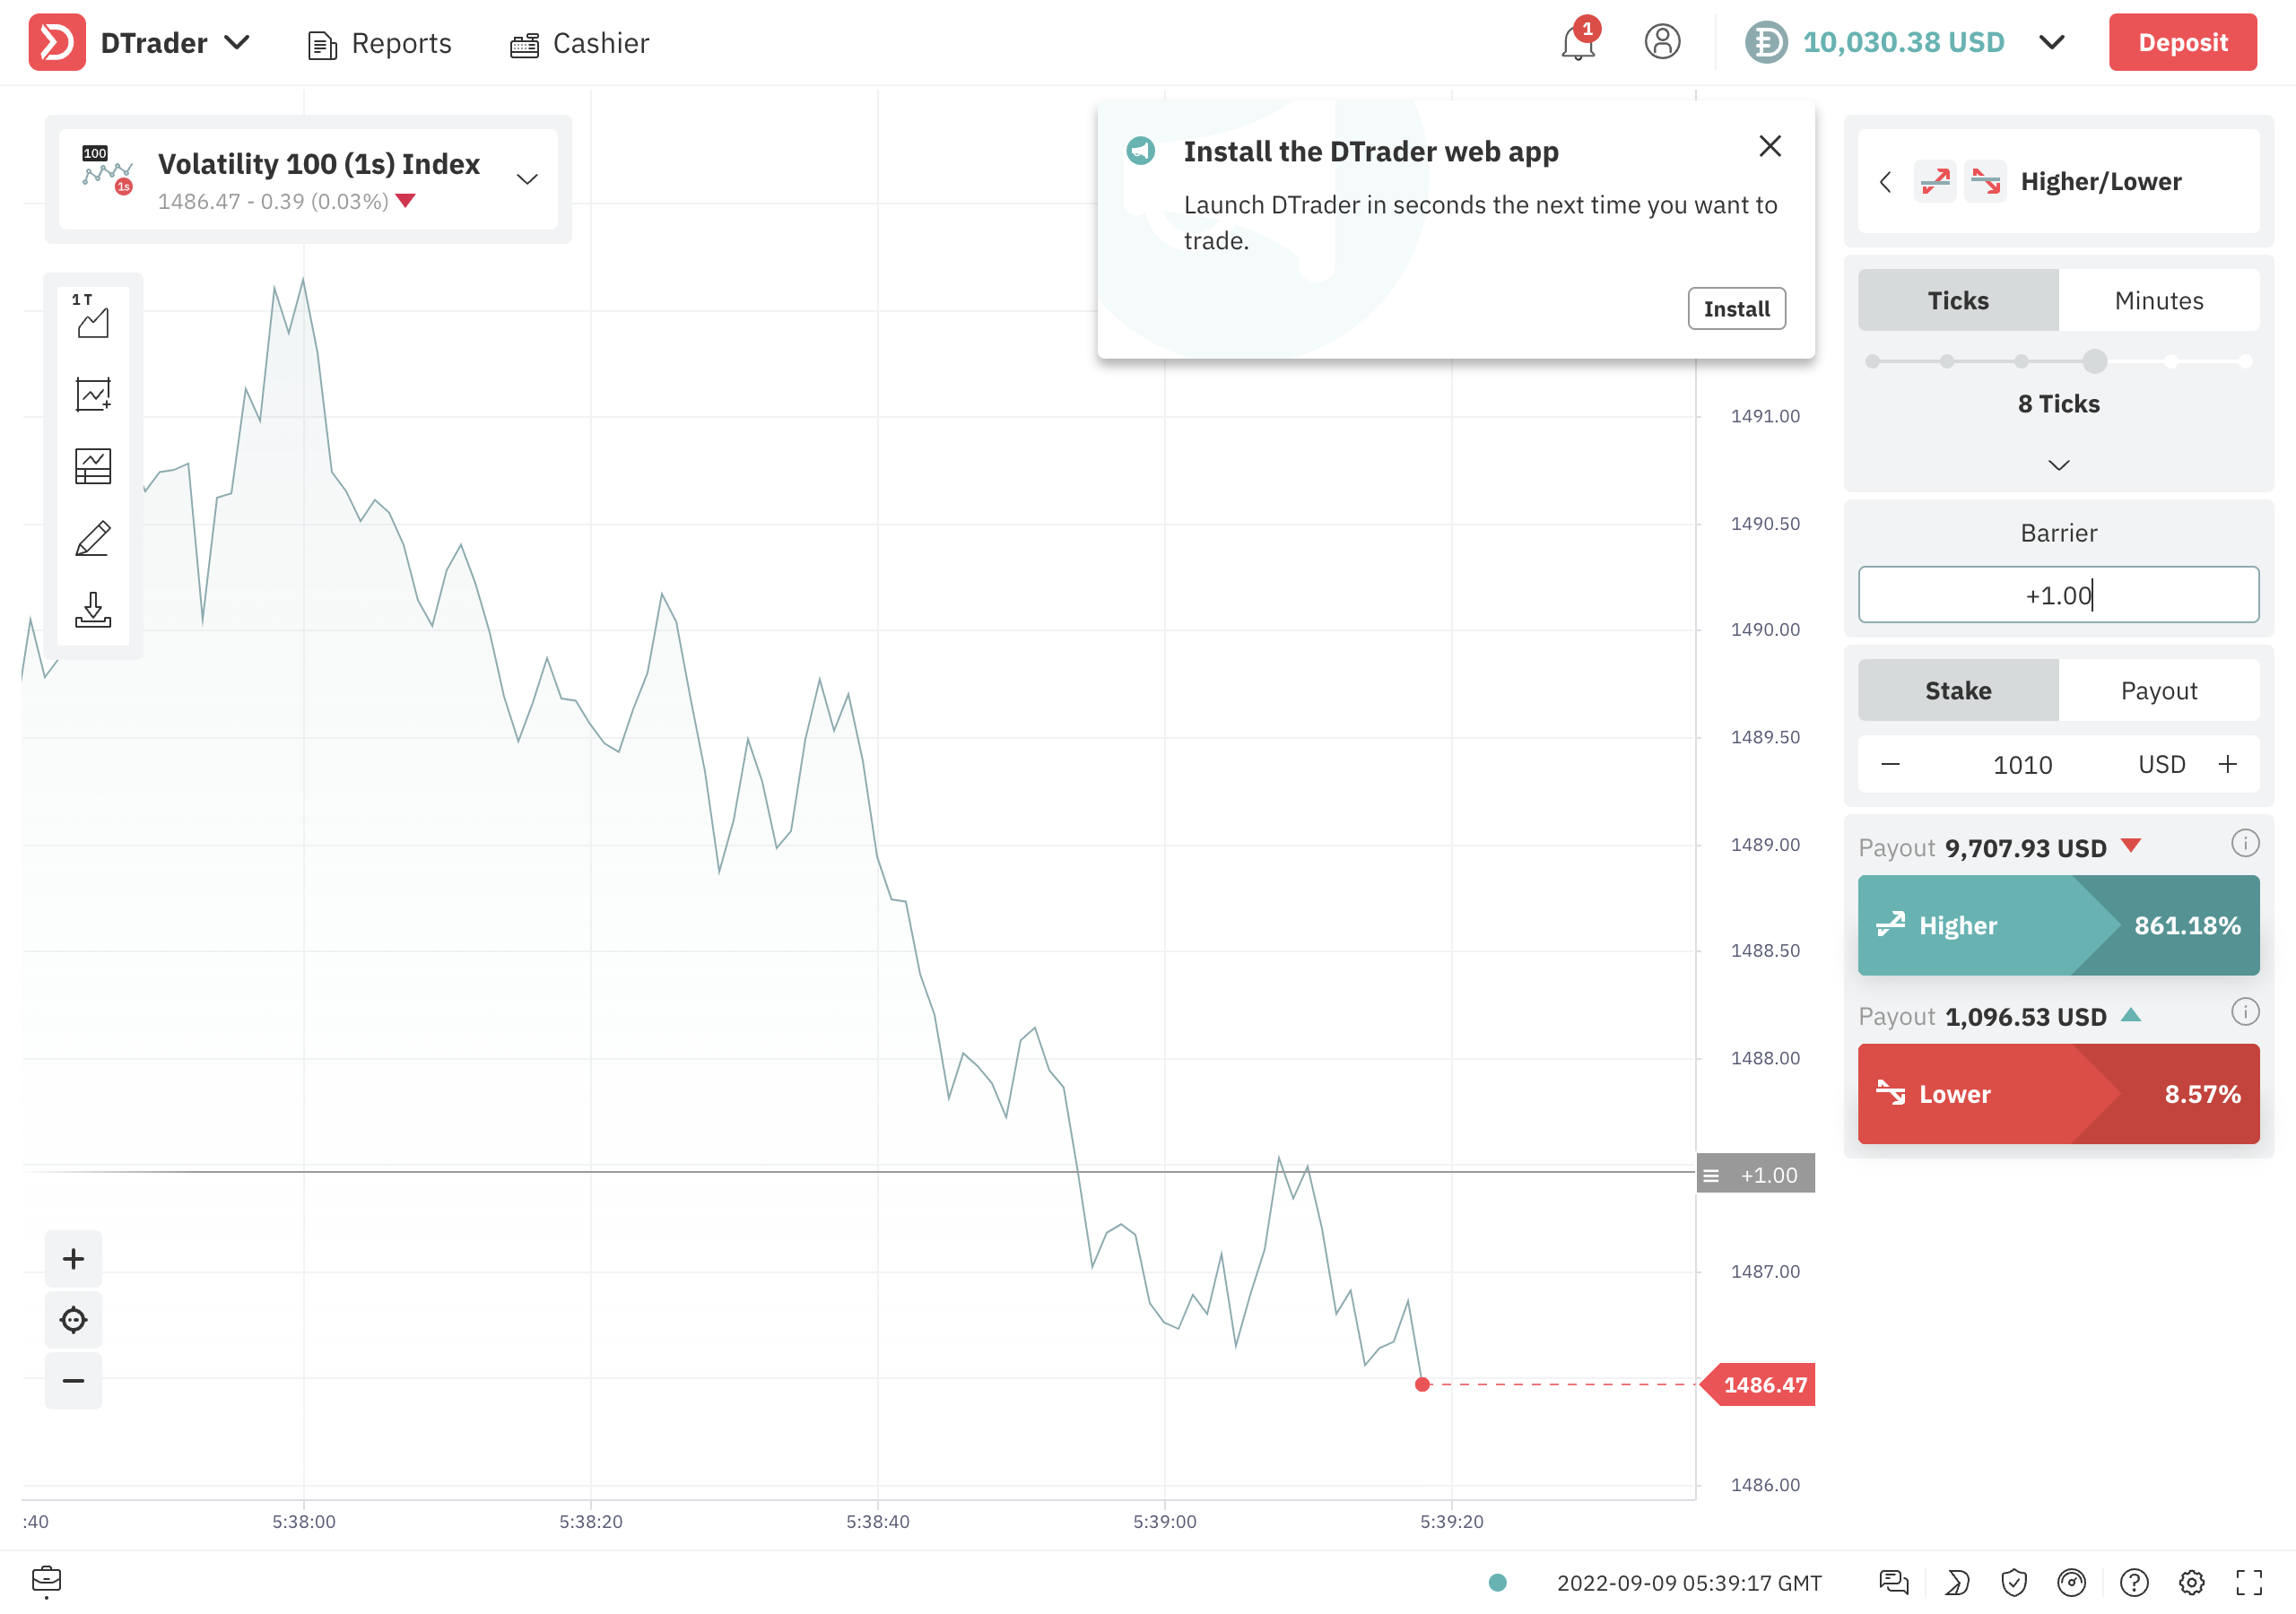 DTrader
Reports
Cashier
1
10,030.38 USD
Deposit
100
1s
Volatility 100 (1s) Index
1486.47 - 0.39 (0.03%)
Install the DTrader web app
Launch DTrader in seconds the next time you want to
trade.
Install
1 T
Higher/Lower
Ticks
Minutes
8 Ticks
Barrier
+1.00
Stake
Payout
1010
USD
Payout 9,707.93 USD
Higher
861.18%
Payout 1,096.53 USD
Lower
8.57%
1491.00
1490.50
1490.00
1489.50
1489.00
1488.50
1488.00
+1.00
1487.00
1486.47
1486.00
:40
5:38:00
5:38:20
5:38:40
5:39:00
5:39:20
2022-09-09 05:39:17 GMT